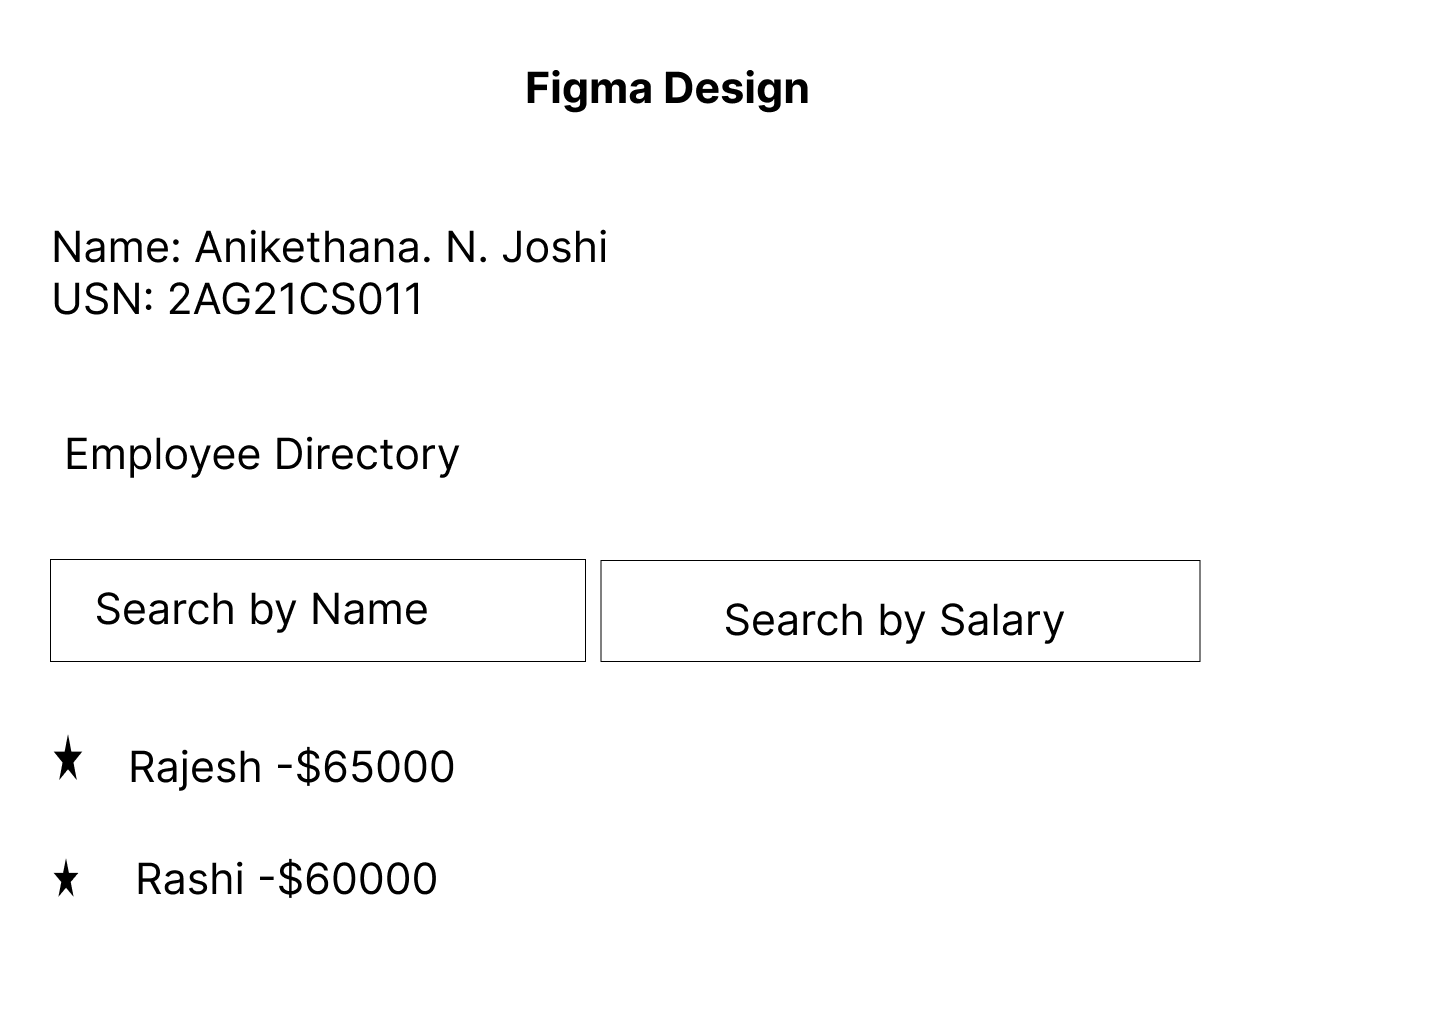 Figma Design
Name: Anikethana. N. Joshi
USN: 2AG21CS011
Employee Directory
Search by Name
Search by Salary
Rajesh -$65000
Rashi -$60000